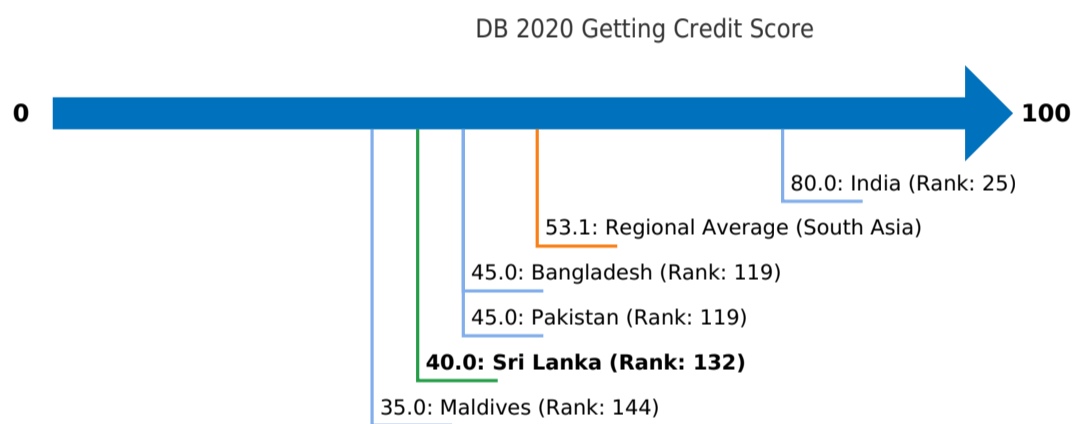 DB 2020 Getting Credit Score
0
100
80.0: India (Rank: 25)
53.1: Regional Average (South Asia)
45.0: Bangladesh (Rank: 119)
45.0: Pakistan (Rank: 119)
40.0: Sri Lanka (Rank: 132)
35.0: Maldives (Rank: 144)